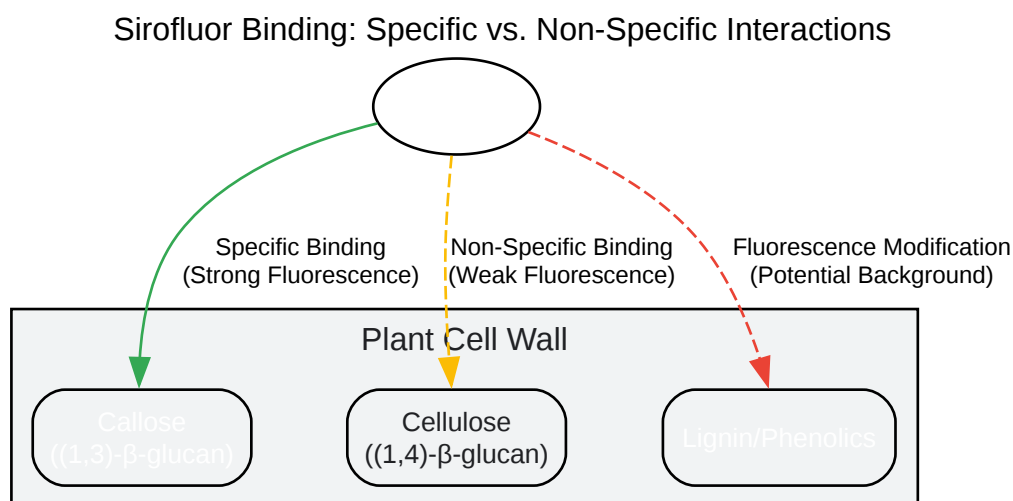 Sirofluor Binding: Specific vs. Non-Specific Interactions
Specific Binding
(Strong Fluorescence)
Non-Specific Binding
(Weak Fluorescence)
Fluorescence Modification
(Potential Background)
Plant Cell Wall
Callose
((1,3)-β-glucan)
Cellulose
((1,4)-β-glucan)
Lignin/Phenolics